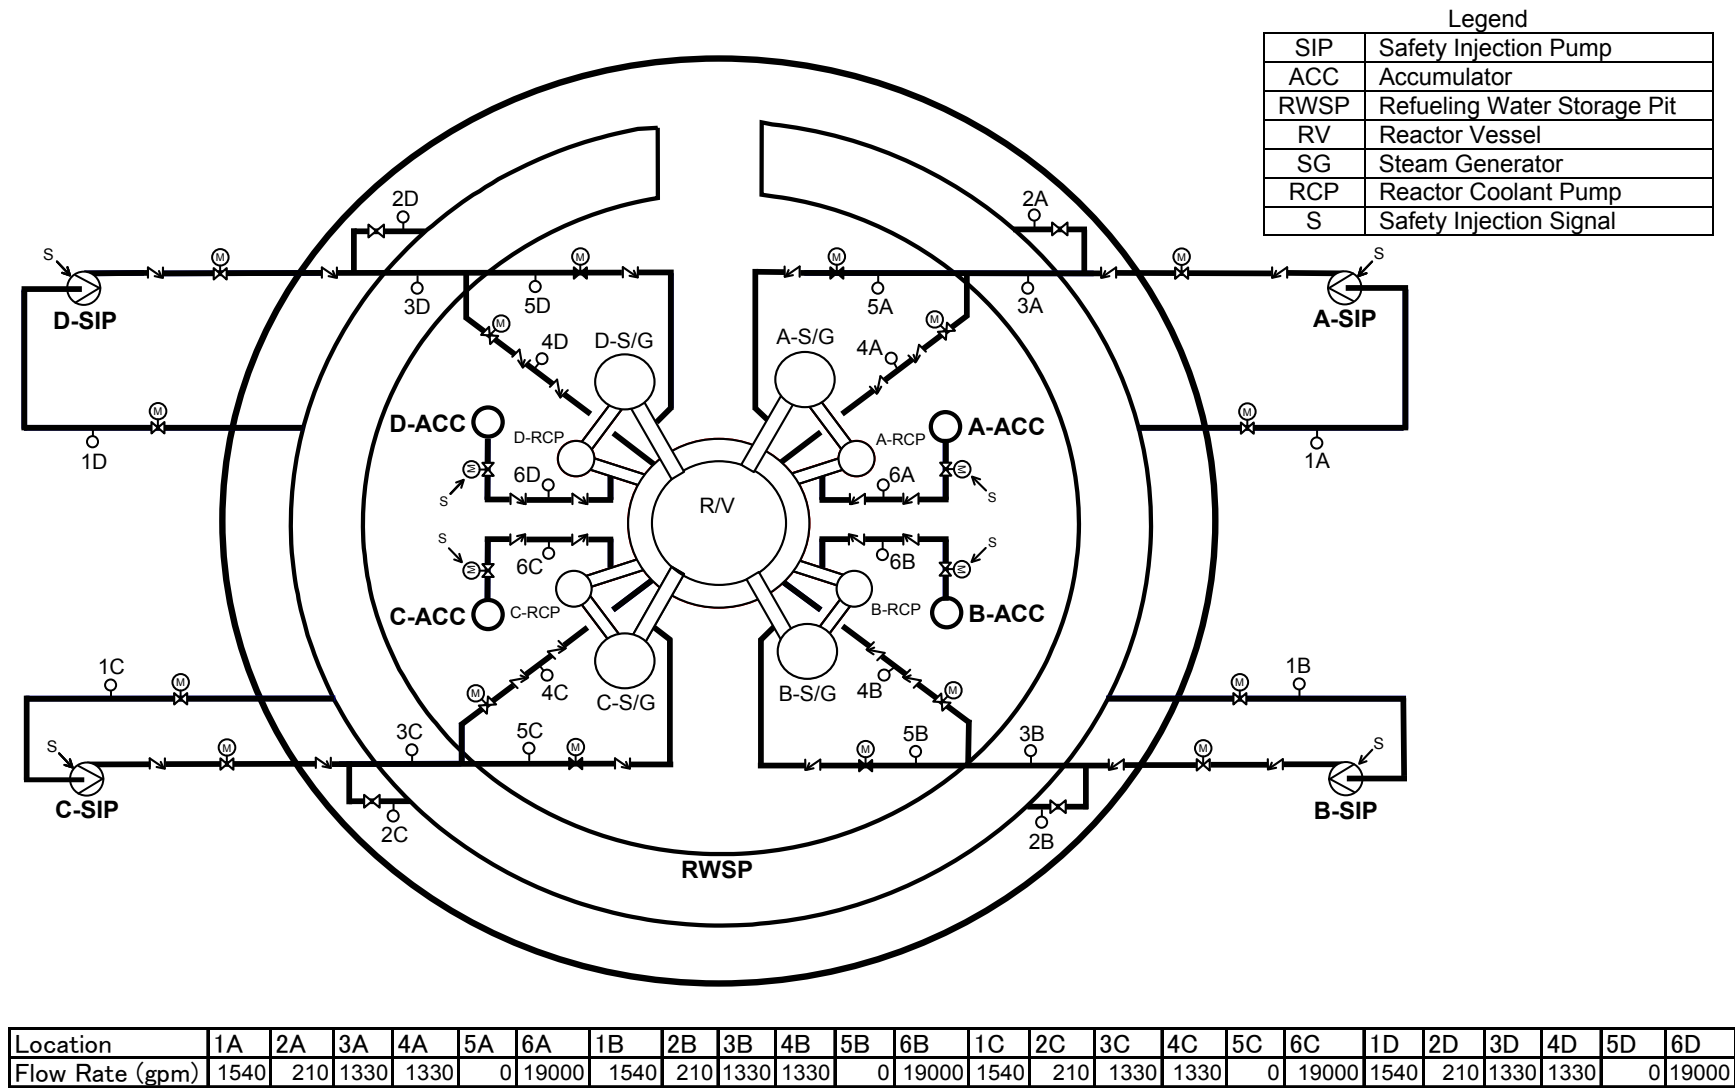 Legend
SIP Safety Injection Pump
ACC Accumulator
RWSP Refueling Water Storage Pit
RV Reactor Vessel
SG Steam Generator
RCP Reactor Coolant Pump
S Safety Injection Signal
2D
2A
S
M
M
M
M
S
3D
5D
5A
3A
D-SIP
A-SIP
M
M
4D
D-S/G
A-S/G
4A
M
D-ACC
D-RCP
A-RCP
A-ACC
M
1D
M
6D
6A
M
1A
S
S
R/V
S
S
M
6C
6B
M
C-ACC
C-RCP
B-RCP
B-ACC
1C
M
M
4C
C-S/G
B-S/G
4B
M
M
1B
S
M
3C
5C
M
M
5B
3B
M
S
C-SIP
B-SIP
2C
2B
RWSP
Location 1A 2A 3A 4A 5A 6A 1B 2B 3B 4B 5B 6B 1C 2C 3C 4C 5C 6C 1D 2D 3D 4D 5D 6D
Flow Rate (gpm) 1540 210 1330 1330 0 19000 1540 210 1330 1330 0 19000 1540 210 1330 1330 0 19000 1540 210 1330 1330 0 19000